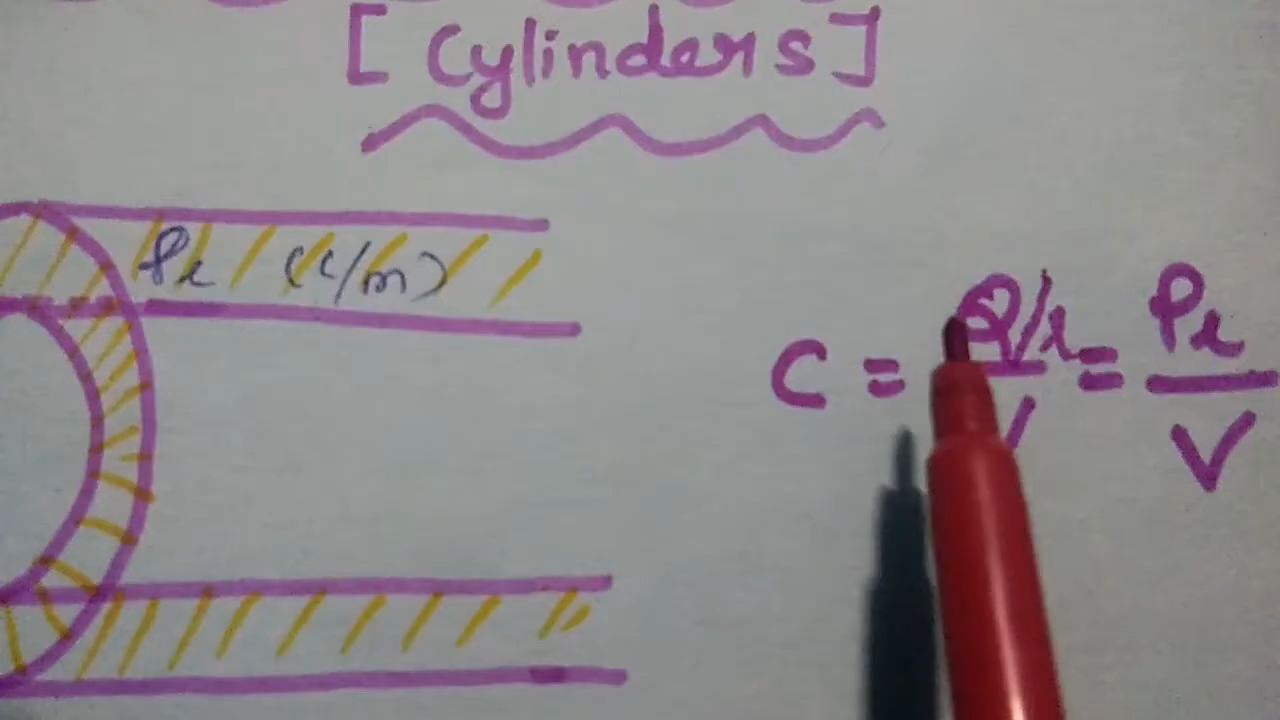 [Cylinders]
ρℓ (C/m)
C = Q/ℓ = ρℓ
V V